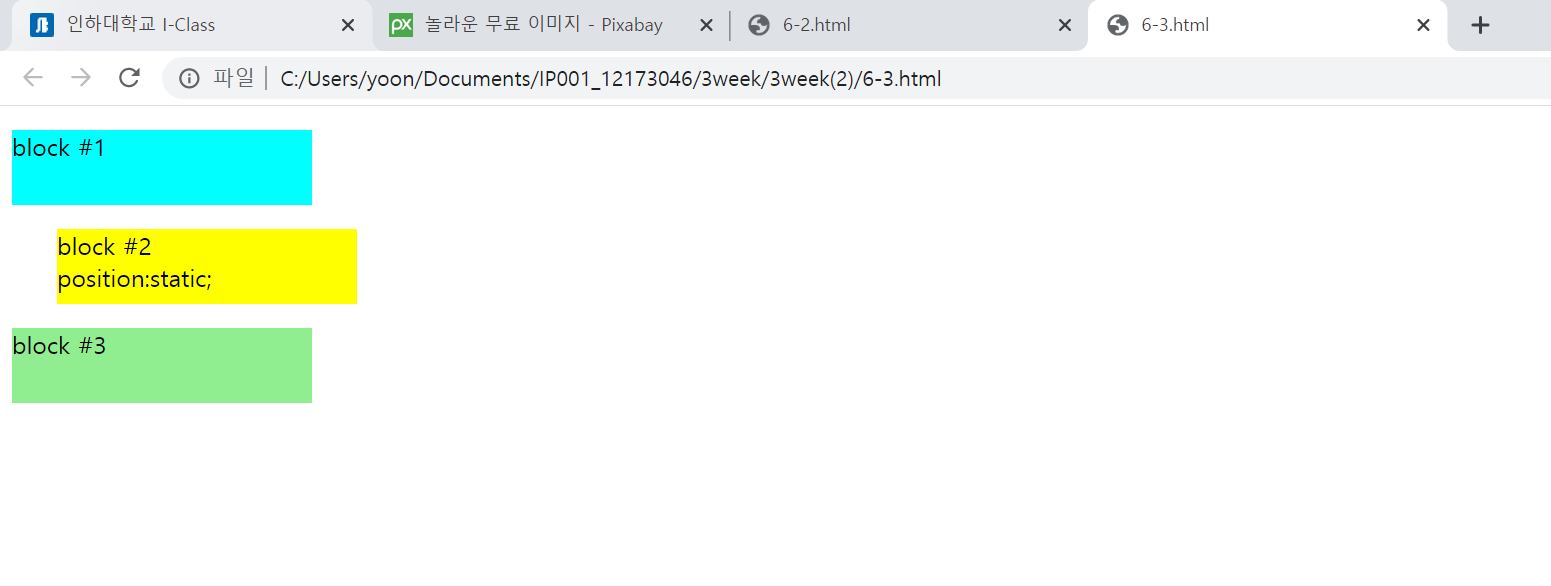 인하대학교 I-Class
놀라운 무료 이미지 - Pixabay
6-2.html
6-3.html
파일 C:/Users/yoon/Documents/IP001_12173046/3week/3week(2)/6-3.html
block #1
block #2
position:static;
block #3